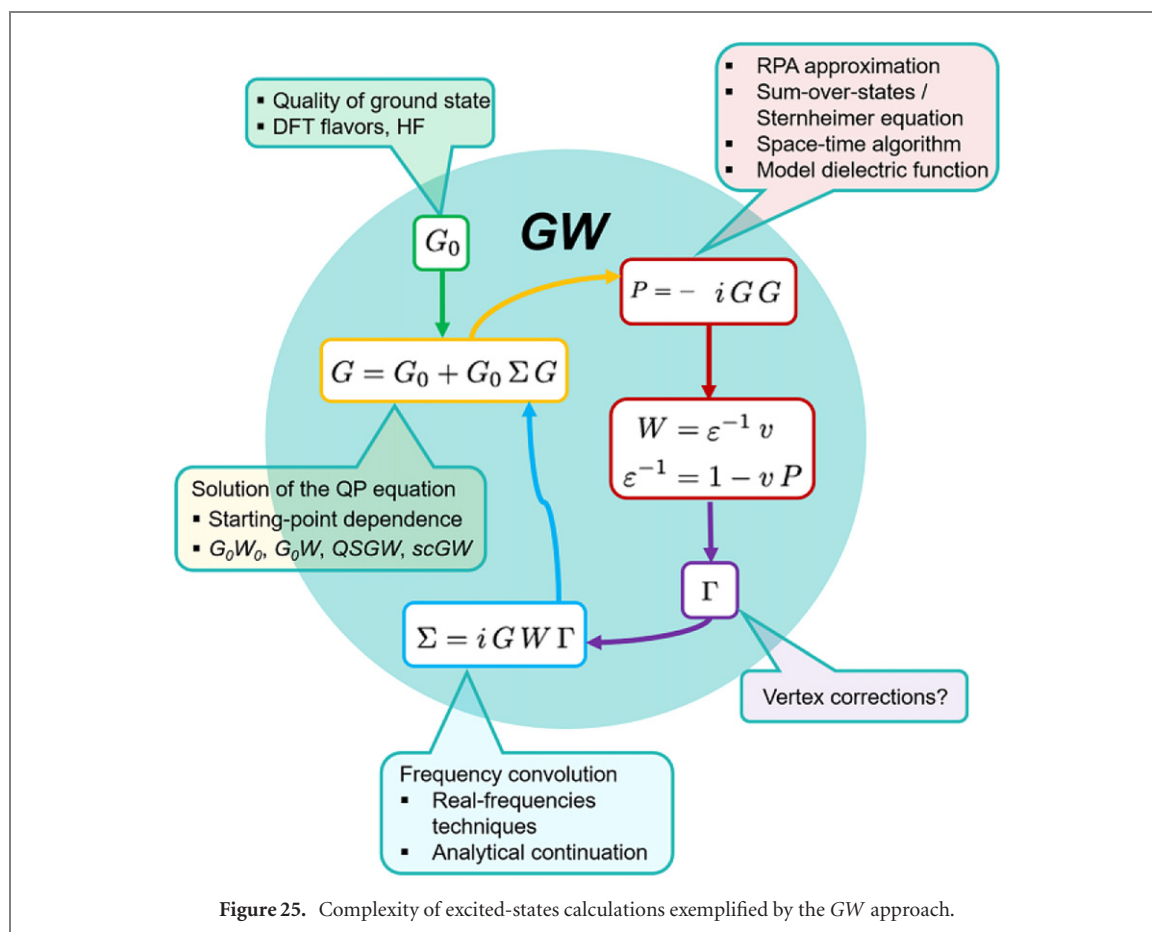 ▪ Quality of ground state
▪ DFT flavors, HF
▪ RPA approximation
▪ Sum-over-states /
Sternheimer equation
▪ Space-time algorithm
▪ Model dielectric function
GW
G₀
P = − i G G
G = G₀ + G₀ Σ G
W = ε⁻¹ v
ε⁻¹ = 1 − v P
Solution of the QP equation
▪ Starting-point dependence
▪ G₀W₀, G₀W, QSGW, scGW
Γ
Σ = i G W Γ
Vertex corrections?
Frequency convolution
▪ Real-frequencies
techniques
▪ Analytical continuation
Figure 25. Complexity of excited-states calculations exemplified by the GW approach.